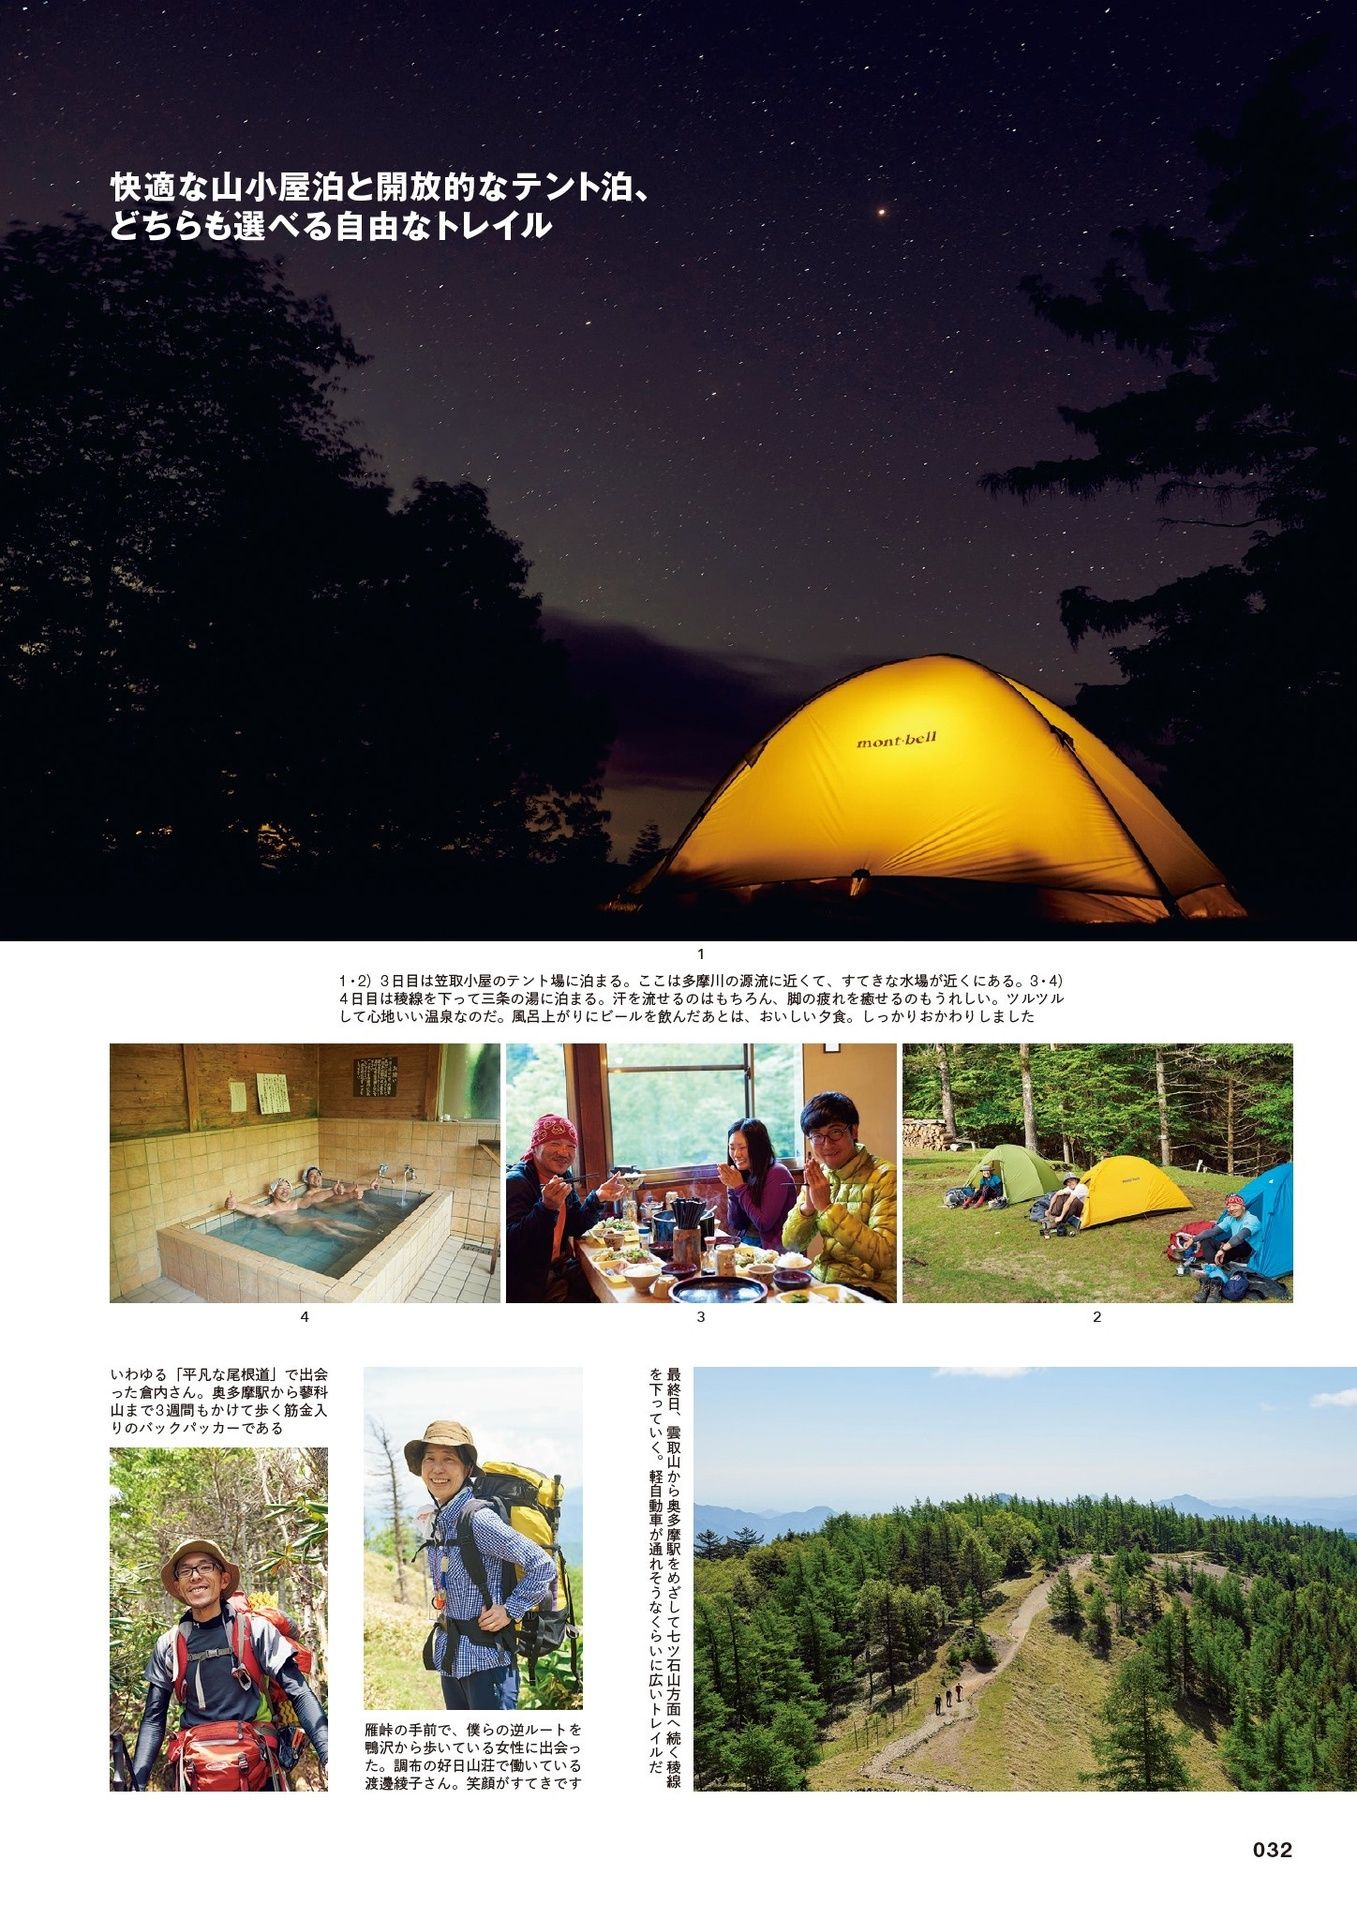 快適な山小屋泊と開放的なテント泊、
どちらも選べる自由なトレイル
mont-bell
1
1・2）3日目は笠取小屋のテント場に泊まる。ここは多摩川の源流に近くて、すてきな水場が近くにある。3・4）
4日目は稜線を下って三条の湯に泊まる。汗を流せるのはもちろん、脚の疲れを癒せるのもうれしい。ツルツル
して心地いい温泉なのだ。風呂上がりにビールを飲んだあとは、おいしい夕食。しっかりおかわりしました
4
3
2
いわゆる「平凡な尾根道」で出会
った倉内さん。奥多摩駅から蓼科
山まで3週間もかけて歩く筋金入
りのバックパッカーである
雁峠の手前で、僕らの逆ルートを
鴨沢から歩いている女性に出会っ
た。調布の好日山荘で働いている
渡邊綾子さん。笑顔がすてきです
最終日、雲取山から奥多摩駅をめざして七ツ石山方面へ続く稜線
を下っていく。軽自動車が通れそうなくらいに広いトレイルだ
032